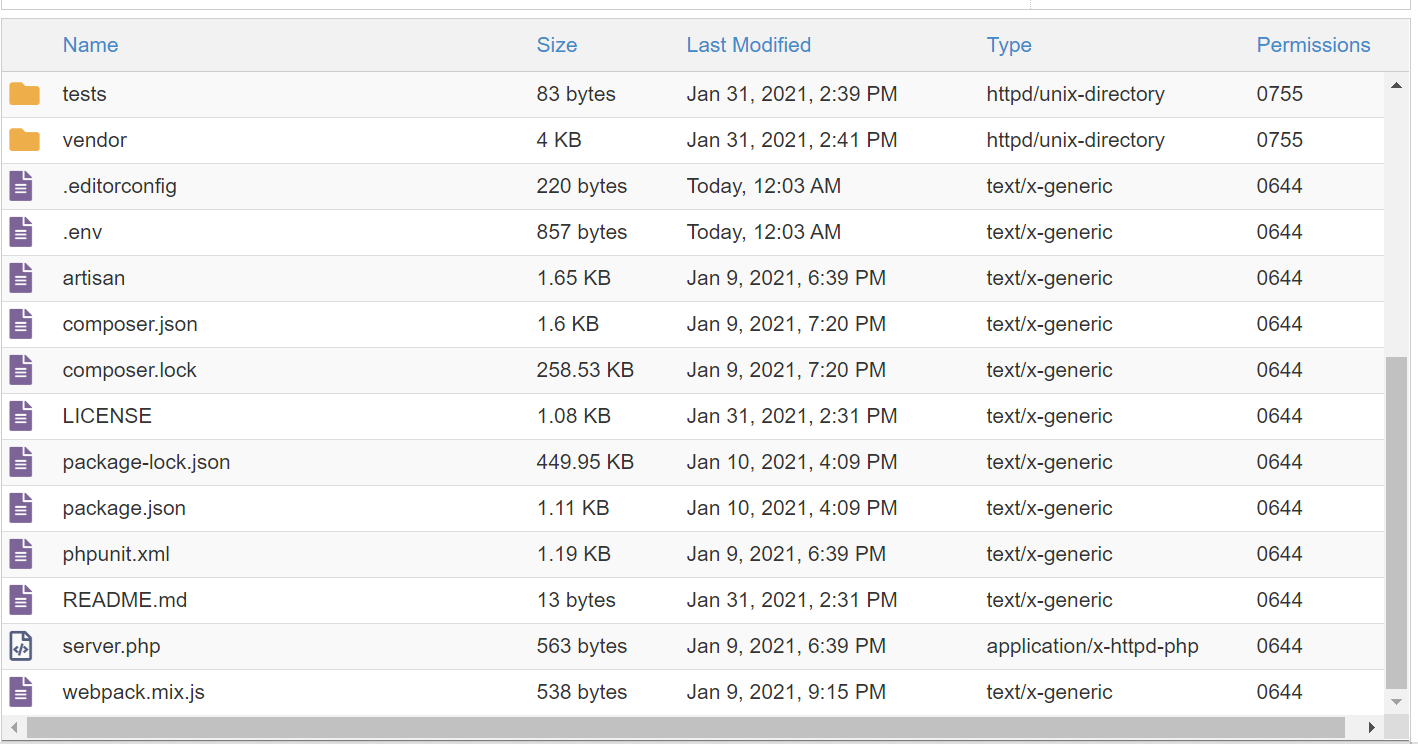 Name Size Last Modified Type Permissions
tests 83 bytes Jan 31, 2021, 2:39 PM httpd/unix-directory 0755
vendor 4 KB Jan 31, 2021, 2:41 PM httpd/unix-directory 0755
.editorconfig 220 bytes Today, 12:03 AM text/x-generic 0644
.env 857 bytes Today, 12:03 AM text/x-generic 0644
artisan 1.65 KB Jan 9, 2021, 6:39 PM text/x-generic 0644
composer.json 1.6 KB Jan 9, 2021, 7:20 PM text/x-generic 0644
composer.lock 258.53 KB Jan 9, 2021, 7:20 PM text/x-generic 0644
LICENSE 1.08 KB Jan 31, 2021, 2:31 PM text/x-generic 0644
package-lock.json 449.95 KB Jan 10, 2021, 4:09 PM text/x-generic 0644
package.json 1.11 KB Jan 10, 2021, 4:09 PM text/x-generic 0644
phpunit.xml 1.19 KB Jan 9, 2021, 6:39 PM text/x-generic 0644
README.md 13 bytes Jan 31, 2021, 2:31 PM text/x-generic 0644
server.php 563 bytes Jan 9, 2021, 6:39 PM application/x-httpd-php 0644
webpack.mix.js 538 bytes Jan 9, 2021, 9:15 PM text/x-generic 0644